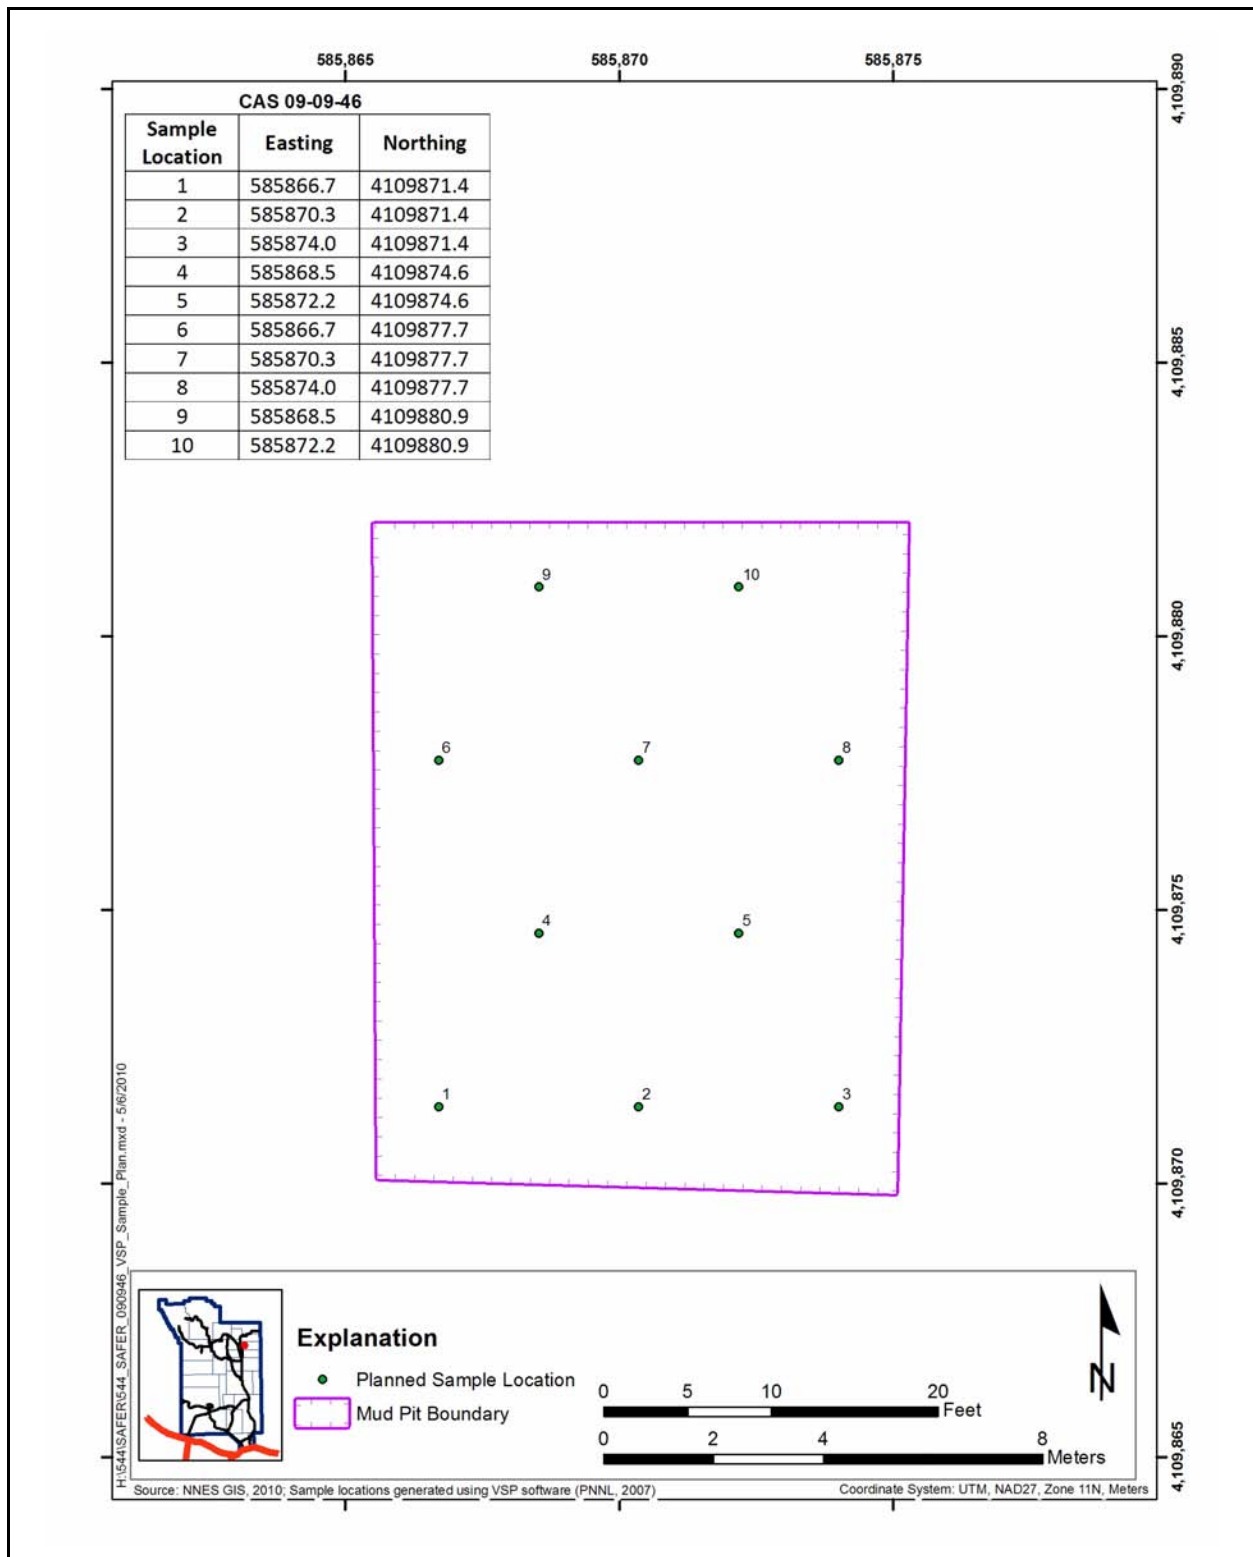 585,865 585,870 585,875
4,109,890
CAS 09-09-46
Sample Location Easting Northing
1 585866.7 4109871.4
2 585870.3 4109871.4
3 585874.0 4109871.4
4 585868.5 4109874.6
5 585872.2 4109874.6
6 585866.7 4109877.7
7 585870.3 4109877.7
8 585874.0 4109877.7
9 585868.5 4109880.9
10 585872.2 4109880.9
4,109,885
9 10
4,109,880
6 7 8
4,109,875
4 5
1 2 3
4,109,870
H:\544\SAFER\544_SAFER_090946_VSP_Sample_Plan.mxd - 5/6/2010
Explanation
Planned Sample Location
Mud Pit Boundary
0 5 10 20
Feet
0 2 4 8
Meters
N
4,109,865
Source: NNES GIS, 2010; Sample locations generated using VSP software (PNNL, 2007)
Coordinate System: UTM, NAD27, Zone 11N, Meters